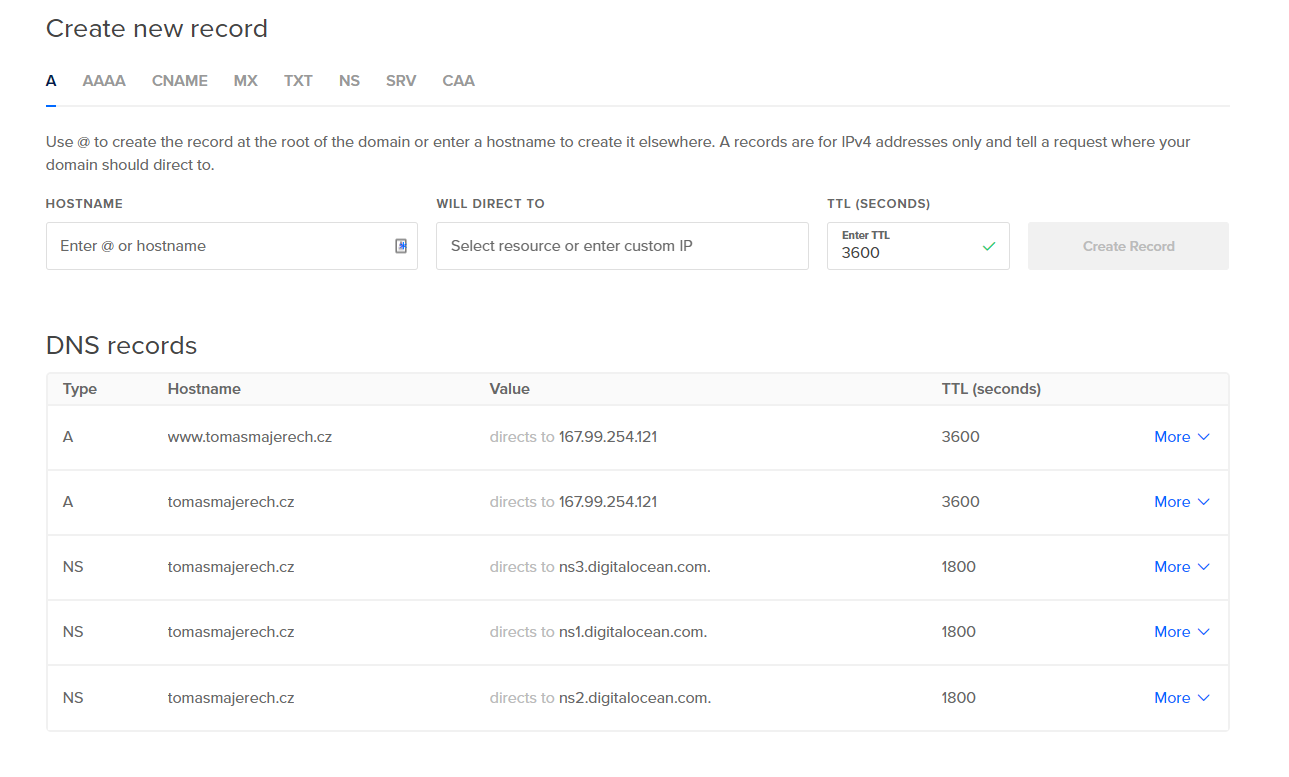 Create new record
A AAAA CNAME MX TXT NS SRV CAA
Use @ to create the record at the root of the domain or enter a hostname to create it elsewhere. A records are for IPv4 addresses only and tell a request where your
domain should direct to.
HOSTNAME WILL DIRECT TO TTL (SECONDS)
Enter @ or hostname Select resource or enter custom IP Enter TTL 3600 Create Record
DNS records
Type Hostname Value TTL (seconds)
A www.tomasmajerech.cz directs to 167.99.254.121 3600 More
A tomasmajerech.cz directs to 167.99.254.121 3600 More
NS tomasmajerech.cz directs to ns3.digitalocean.com. 1800 More
NS tomasmajerech.cz directs to ns1.digitalocean.com. 1800 More
NS tomasmajerech.cz directs to ns2.digitalocean.com. 1800 More